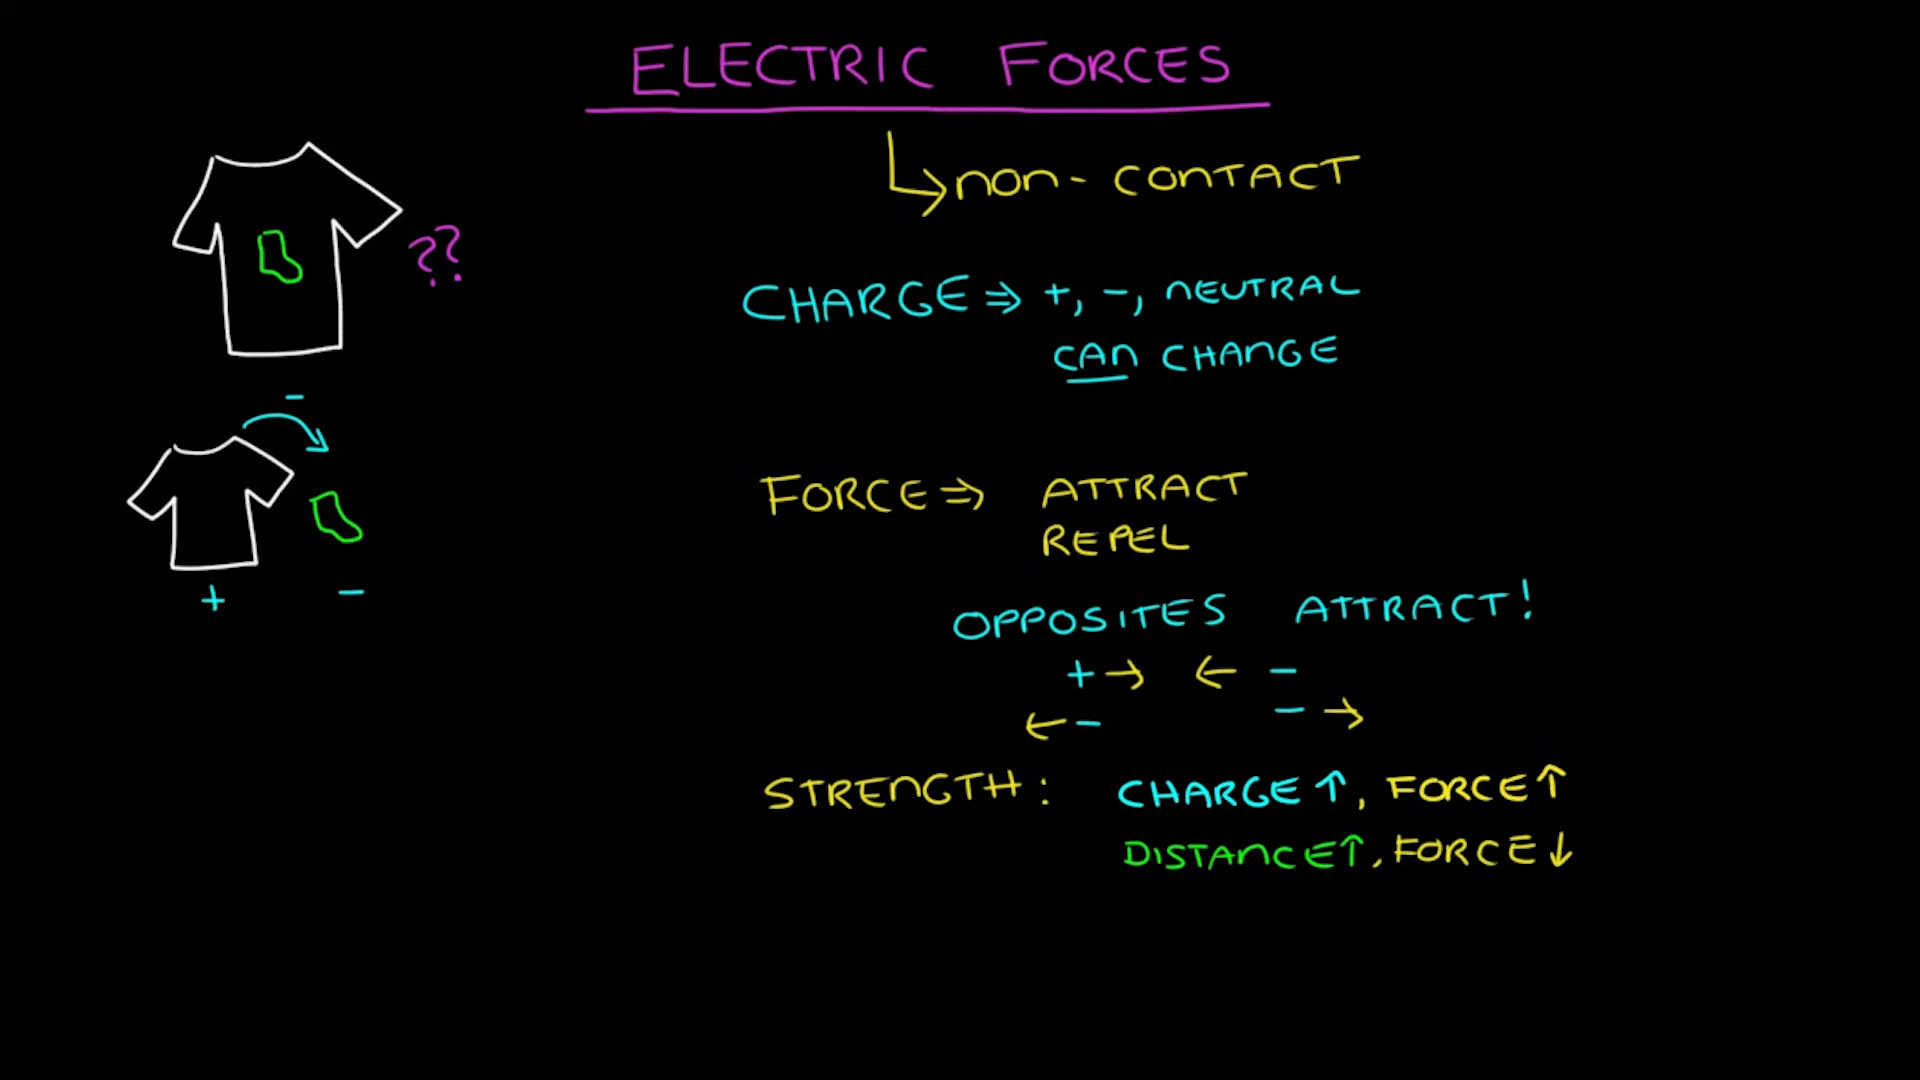 ELECTRIC FORCES
non-CONTACT
??
CHARGE ⇒ +, -, NEUTRAL
CAN CHANGE
-
+ -
FORCE ⇒ ATTRACT
REPEL
OPPOSITES ATTRACT!
+ → ← -
← - - →
STRENGTH: CHARGE↑, FORCE↑
DISTANCE↑, FORCE↓